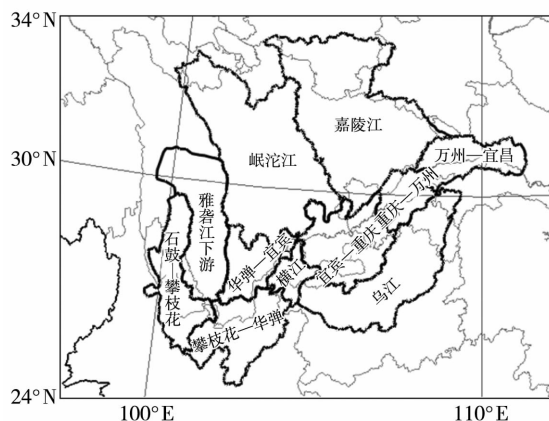 34°N
嘉陵江
万州—宜昌
30°N
岷沱江
重庆—万州
雅砻江下游
宜宾—重庆
华弹—宜宾
横江
石鼓—攀枝花
乌江
攀枝花—华弹
24°N
100°E
110°E